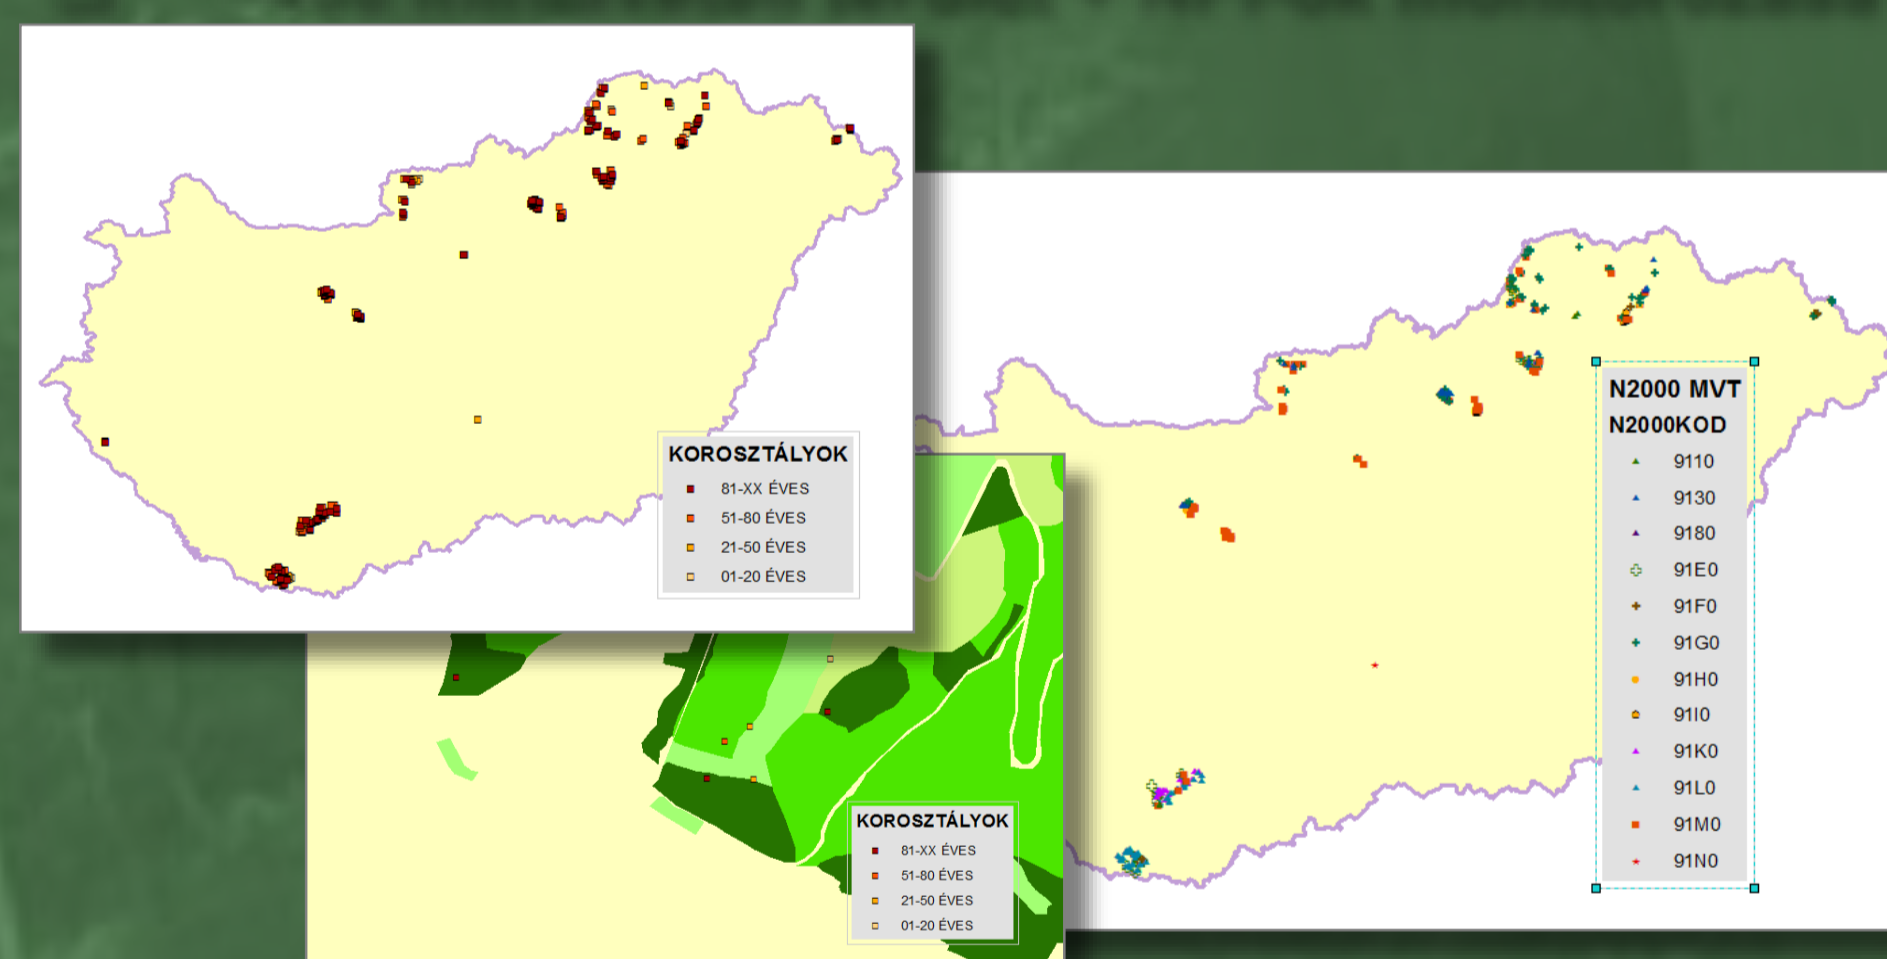 KOROSZTÁLYOK
81-XX ÉVES
51-80 ÉVES
21-50 ÉVES
01-20 ÉVES
N2000 MVT
N2000KOD
9110
9130
9180
91E0
91F0
91G0
91H0
91I0
91K0
91L0
91M0
91N0
KOROSZTÁLYOK
81-XX ÉVES
51-80 ÉVES
21-50 ÉVES
01-20 ÉVES